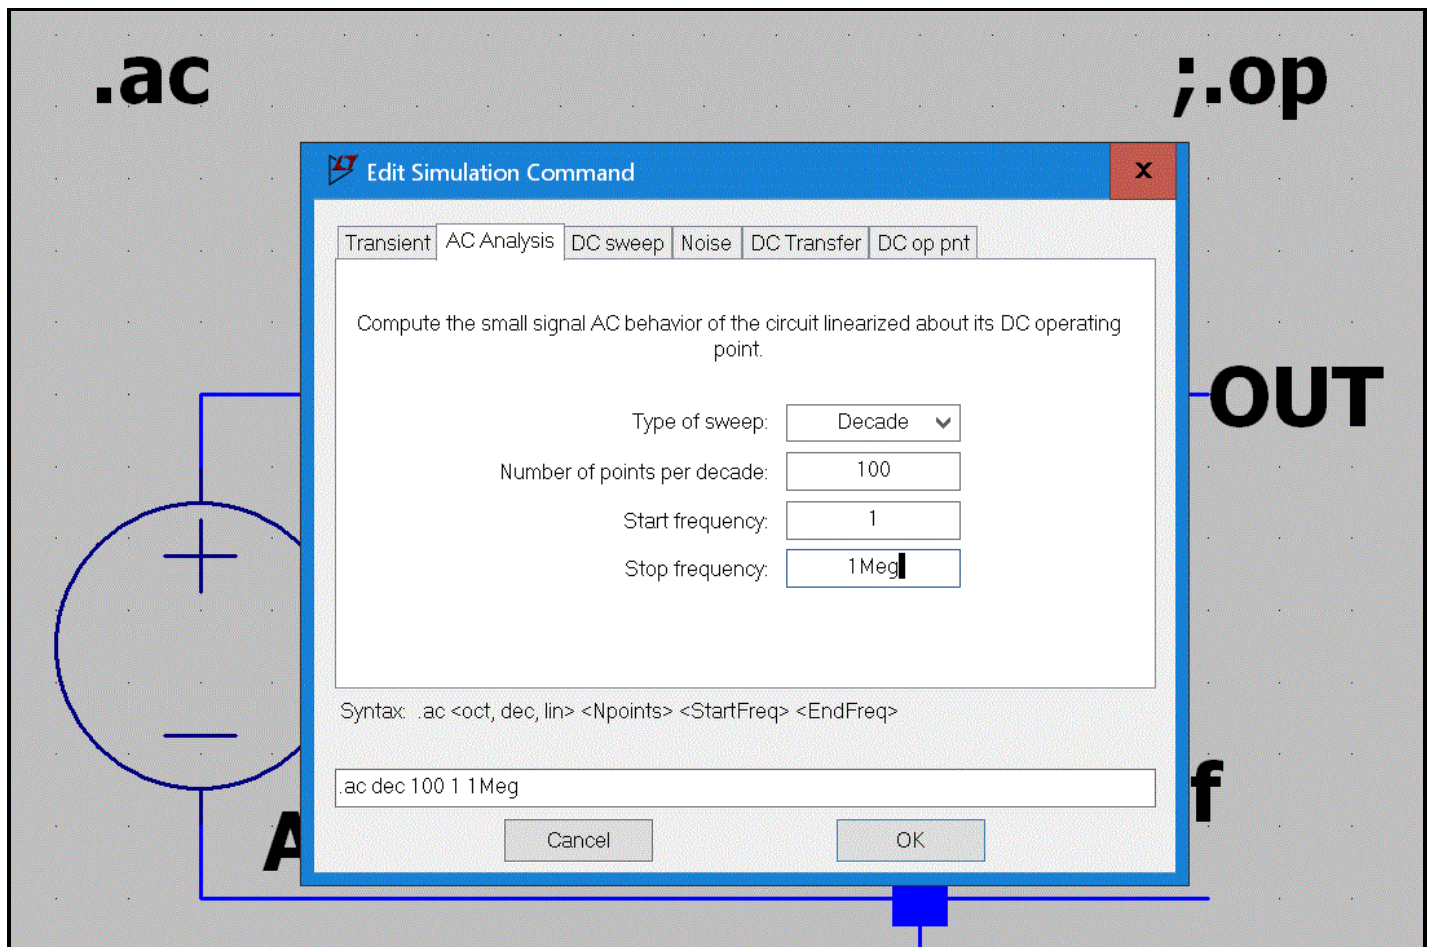 .ac
;.op
Edit Simulation Command
x
Transient
AC Analysis
DC sweep
Noise
DC Transfer
DC op pnt
Compute the small signal AC behavior of the circuit linearized about its DC operating
point.
Type of sweep: Decade
Number of points per decade: 100
Start frequency: 1
Stop frequency: 1Meg
OUT
Syntax: .ac <oct, dec, lin> <Npoints> <StartFreq> <EndFreq>
.ac dec 100 1 1Meg
f
A
Cancel
OK